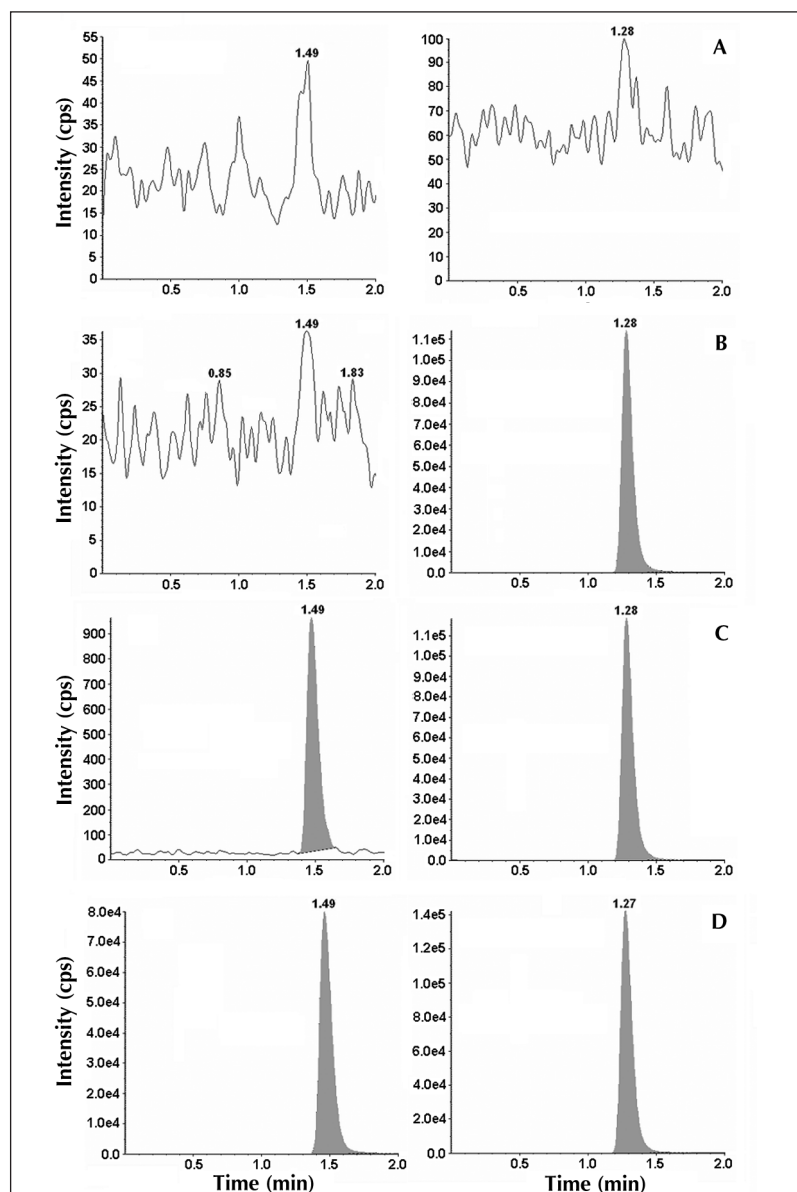 A
Intensity (cps)
55
50
45
40
35
30
25
20
15
10
5
0
1.49
0.5
1.0
1.5
2.0
100
90
80
70
60
50
40
30
20
10
0
1.28
0.5
1.0
1.5
2.0
B
Intensity (cps)
35
30
25
20
15
10
5
0
0.85
1.49
1.83
0.5
1.0
1.5
2.0
1.1e5
1.0e5
9.0e4
8.0e4
7.0e4
6.0e4
5.0e4
4.0e4
3.0e4
2.0e4
1.0e4
0.0
1.28
0.5
1.0
1.5
2.0
C
Intensity (cps)
900
800
700
600
500
400
300
200
100
0
1.49
0.5
1.0
1.5
2.0
1.1e5
1.0e5
9.0e4
8.0e4
7.0e4
6.0e4
5.0e4
4.0e4
3.0e4
2.0e4
1.0e4
0.0
1.28
0.5
1.0
1.5
2.0
D
Intensity (cps)
8.0e4
7.0e4
6.0e4
5.0e4
4.0e4
3.0e4
2.0e4
1.0e4
0.0
1.49
0.5
1.0
1.5
2.0
Time (min)
1.4e5
1.2e5
1.0e5
8.0e4
6.0e4
4.0e4
2.0e4
0.0
1.27
0.5
1.0
1.5
2.0
Time (min)